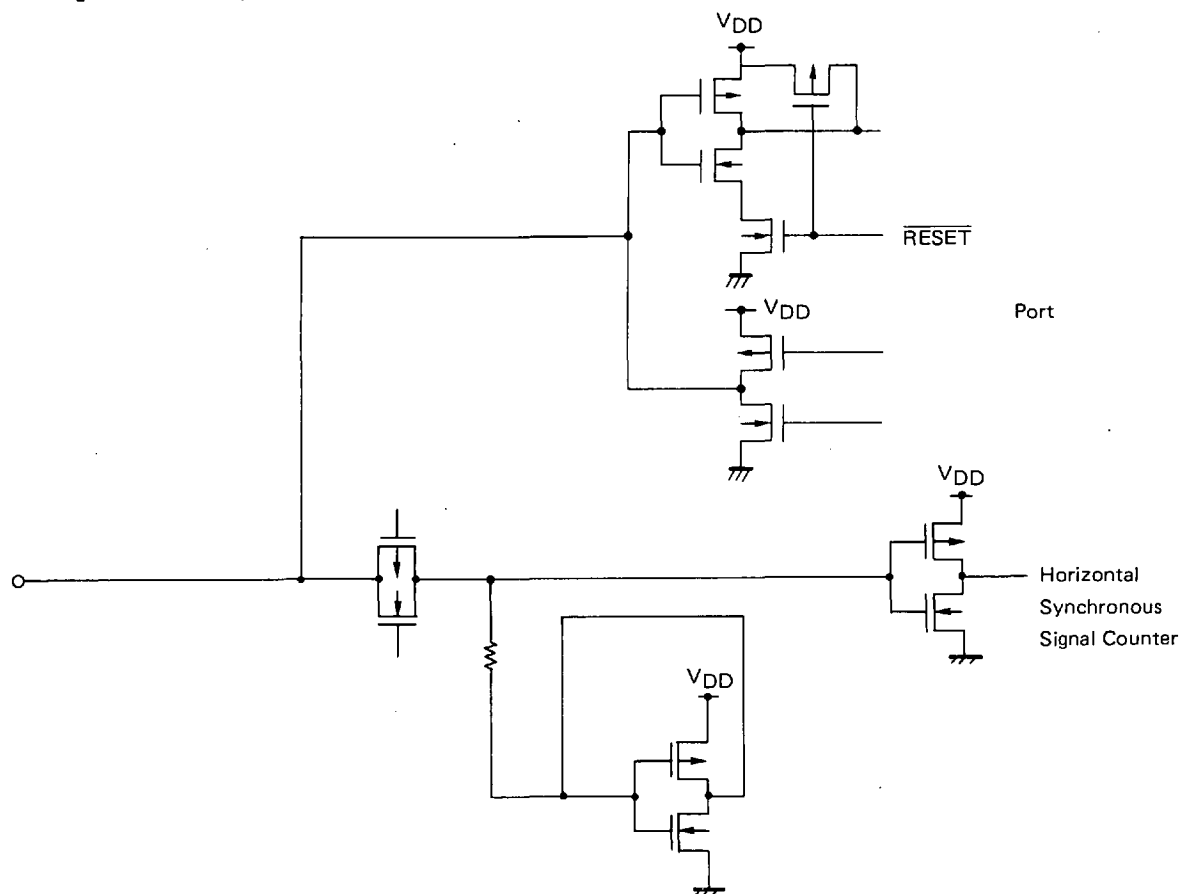 VDD
RESET
VDD
Port
VDD
Horizontal
Synchronous
Signal Counter
VDD